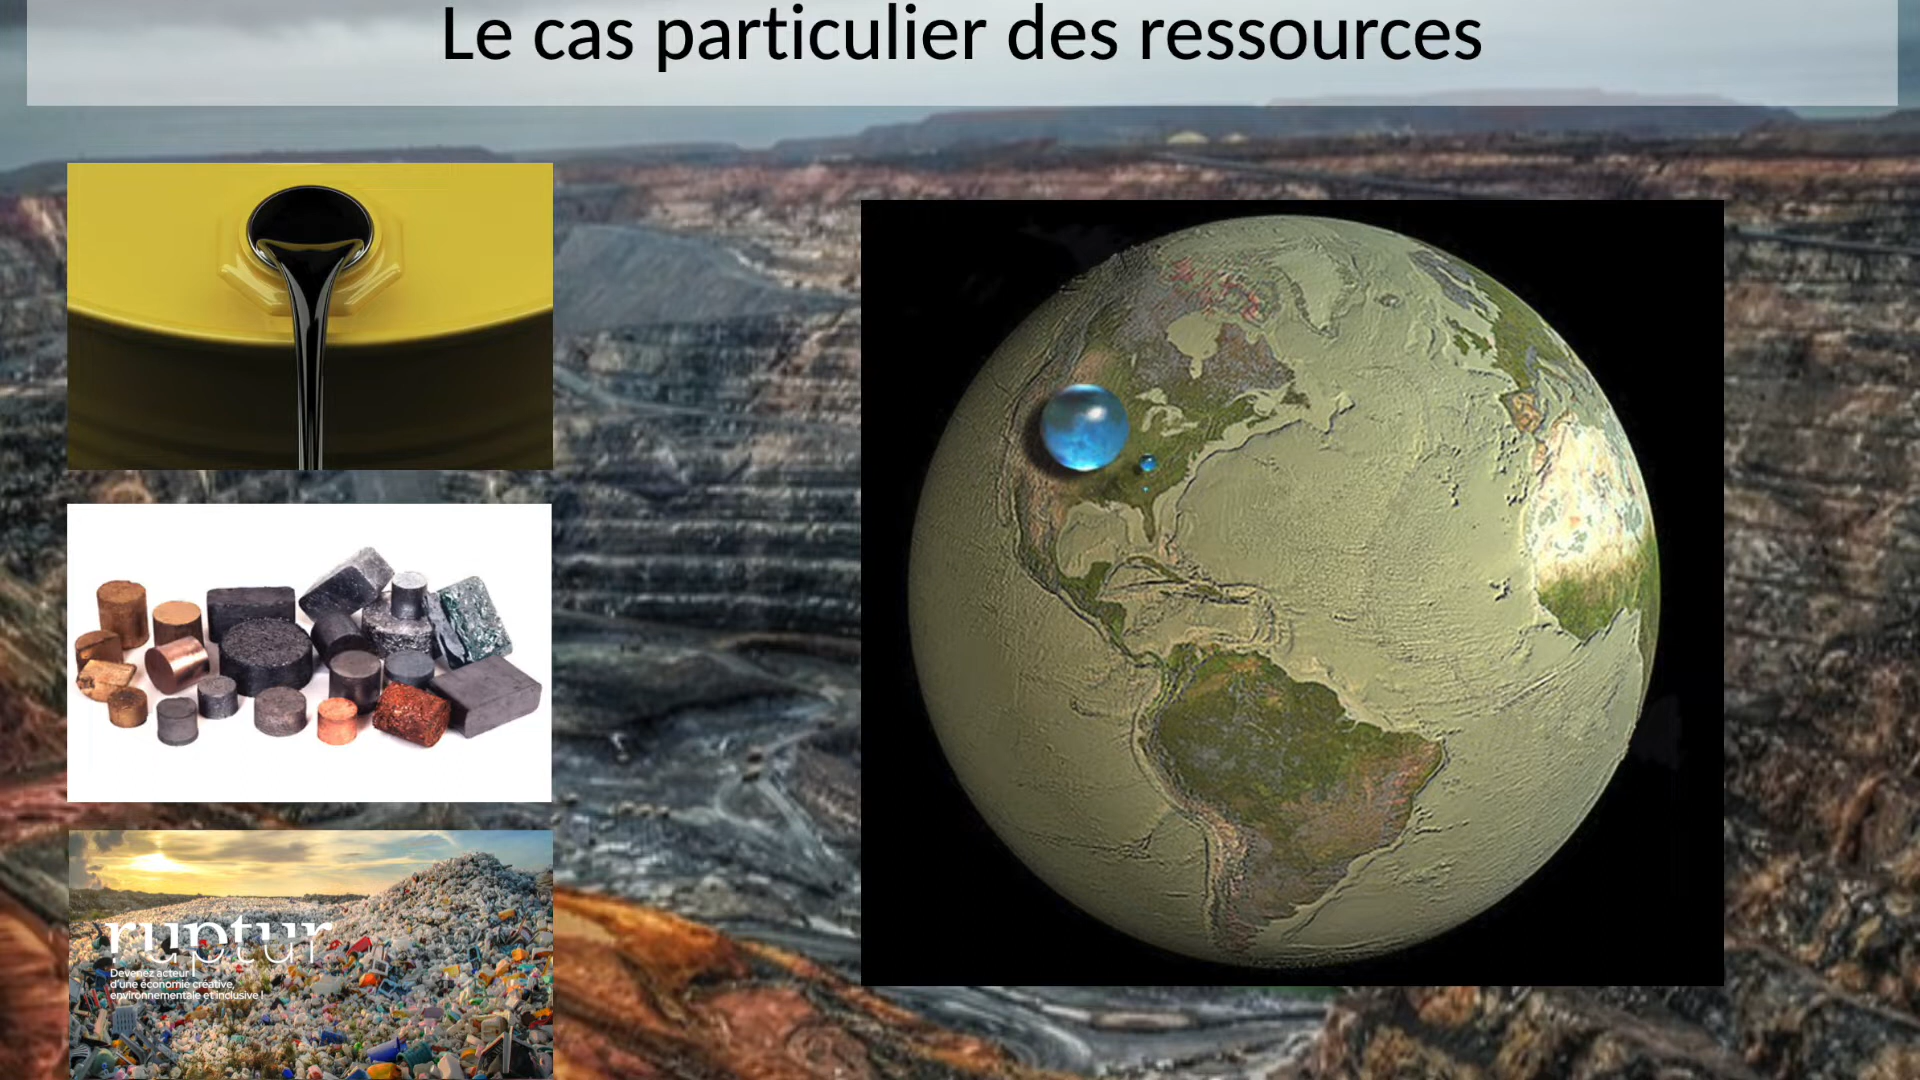 Le cas particulier des ressources
ruptur
Devenez acteur
d'une économie créative,
environnementale et inclusive !